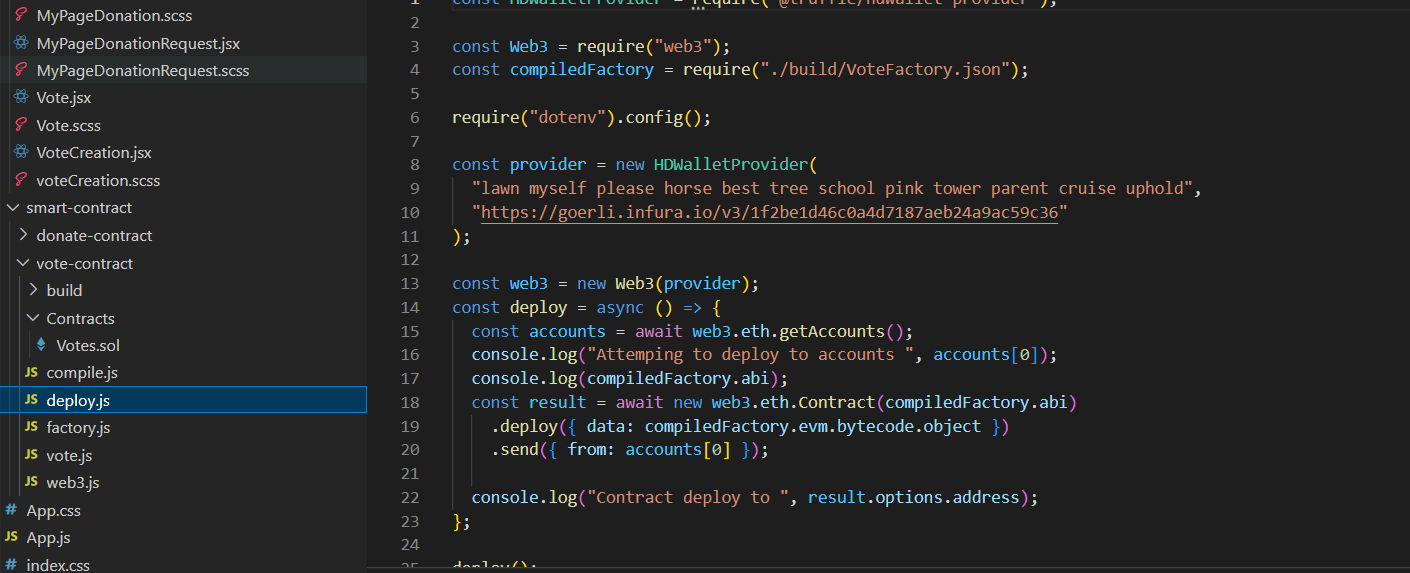 MyPageDonation.scss
MyPageDonationRequest.jsx
MyPageDonationRequest.scss
Vote.jsx
Vote.scss
VoteCreation.jsx
voteCreation.scss
smart-contract
donate-contract
vote-contract
build
Contracts
Votes.sol
JS compile.js
JS deploy.js
JS factory.js
JS vote.js
JS web3.js
# App.css
JS App.js
# index.css
1 const HDWalletProvider = require("@truffle/hdwallet-provider");
2
3 const Web3 = require("web3");
4 const compiledFactory = require("./build/VoteFactory.json");
5
6 require("dotenv").config();
7
8 const provider = new HDWalletProvider(
9 "lawn myself please horse best tree school pink tower parent cruise uphold",
10 "https://goerli.infura.io/v3/1f2be1d46c0a4d7187aeb24a9ac59c36"
11 );
12
13 const web3 = new Web3(provider);
14 const deploy = async () => {
15 const accounts = await web3.eth.getAccounts();
16 console.log("Attemping to deploy to accounts ", accounts[0]);
17 console.log(compiledFactory.abi);
18 const result = await new web3.eth.Contract(compiledFactory.abi)
19 .deploy({ data: compiledFactory.evm.bytecode.object })
20 .send({ from: accounts[0] });
21
22 console.log("Contract deploy to ", result.options.address);
23 };
24
25 deploy();